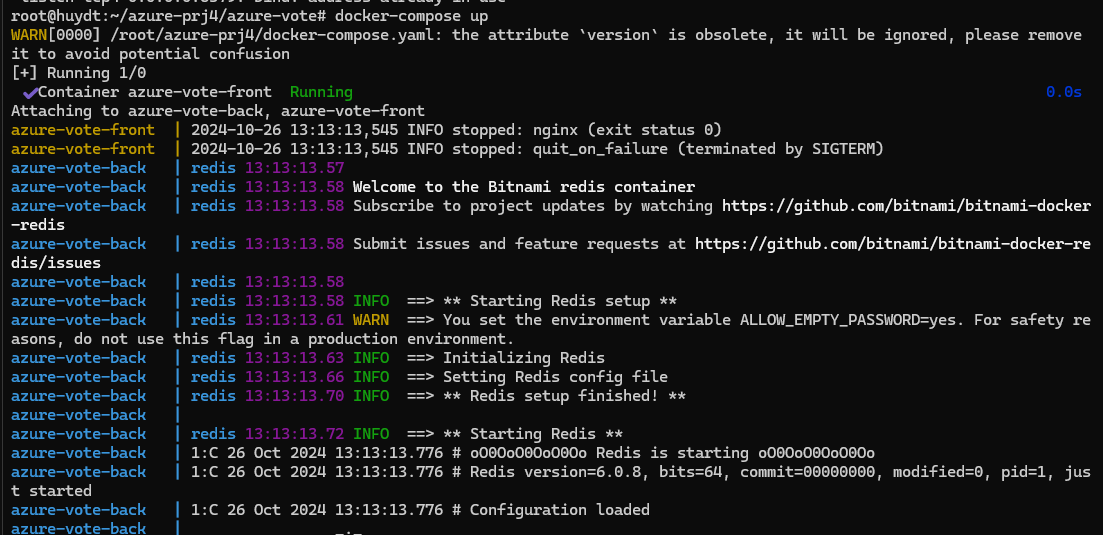 root@huydt:~/azure-prj4/azure-vote# docker-compose up
WARN[0000] /root/azure-prj4/docker-compose.yaml: the attribute `version` is obsolete, it will be ignored, please remove
it to avoid potential confusion
[+] Running 1/0
✔Container azure-vote-front  Running 0.0s
Attaching to azure-vote-back, azure-vote-front
azure-vote-front  | 2024-10-26 13:13:13,545 INFO stopped: nginx (exit status 0)
azure-vote-front  | 2024-10-26 13:13:13,545 INFO stopped: quit_on_failure (terminated by SIGTERM)
azure-vote-back   | redis 13:13:13.57
azure-vote-back   | redis 13:13:13.58 Welcome to the Bitnami redis container
azure-vote-back   | redis 13:13:13.58 Subscribe to project updates by watching https://github.com/bitnami/bitnami-docker
-redis
azure-vote-back   | redis 13:13:13.58 Submit issues and feature requests at https://github.com/bitnami/bitnami-docker-re
dis/issues
azure-vote-back   | redis 13:13:13.58
azure-vote-back   | redis 13:13:13.58 INFO  ==> ** Starting Redis setup **
azure-vote-back   | redis 13:13:13.61 WARN  ==> You set the environment variable ALLOW_EMPTY_PASSWORD=yes. For safety re
asons, do not use this flag in a production environment.
azure-vote-back   | redis 13:13:13.63 INFO  ==> Initializing Redis
azure-vote-back   | redis 13:13:13.66 INFO  ==> Setting Redis config file
azure-vote-back   | redis 13:13:13.70 INFO  ==> ** Redis setup finished! **
azure-vote-back   |
azure-vote-back   | redis 13:13:13.72 INFO  ==> ** Starting Redis **
azure-vote-back   | 1:C 26 Oct 2024 13:13:13.776 # oO0OoO0OoO0Oo Redis is starting oO0OoO0OoO0Oo
azure-vote-back   | 1:C 26 Oct 2024 13:13:13.776 # Redis version=6.0.8, bits=64, commit=00000000, modified=0, pid=1, jus
t started
azure-vote-back   | 1:C 26 Oct 2024 13:13:13.776 # Configuration loaded
azure-vote-back   |